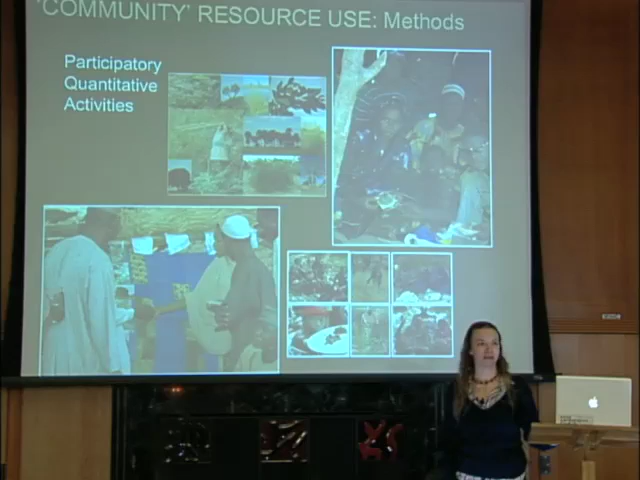 'COMMUNITY' RESOURCE USE: Methods
Participatory
Quantitative
Activities